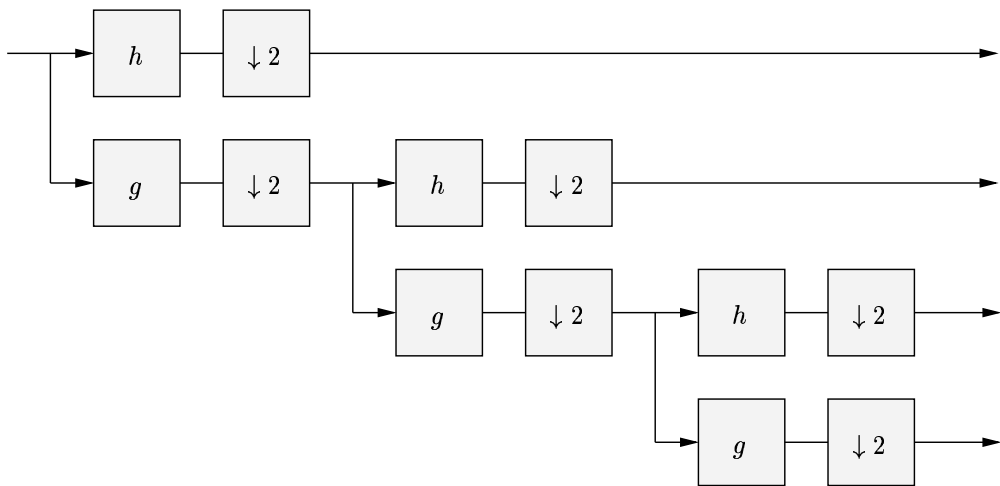 h ↓ 2
g ↓ 2 h ↓ 2
g ↓ 2 h ↓ 2
g ↓ 2